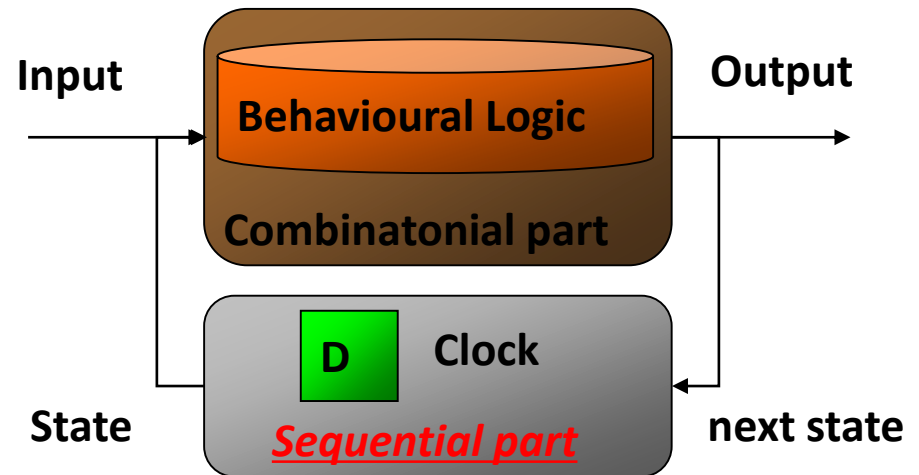 Input
Output
Behavioural Logic
Combinatonial part
D
Clock
State
Sequential part
next state